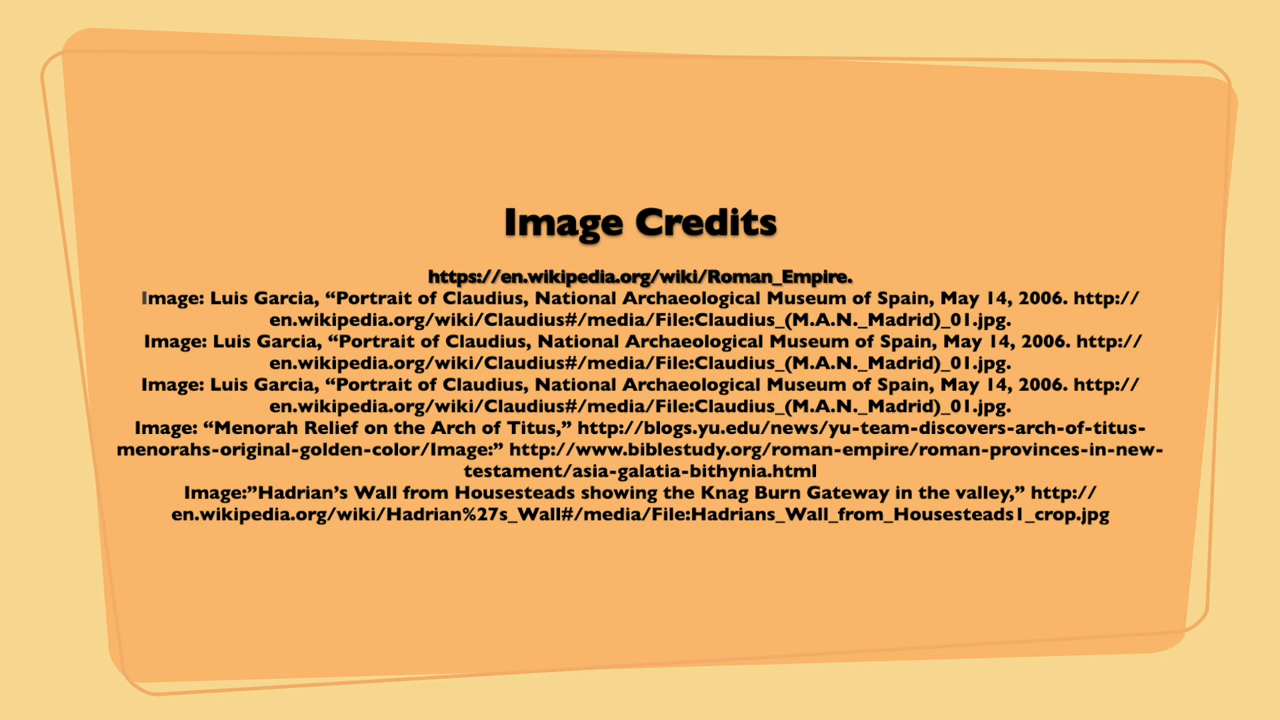 Image Credits
https://en.wikipedia.org/wiki/Roman_Empire.
Image: Luis Garcia, “Portrait of Claudius, National Archaeological Museum of Spain, May 14, 2006. http://
en.wikipedia.org/wiki/Claudius#/media/File:Claudius_(M.A.N._Madrid)_01.jpg.
Image: Luis Garcia, “Portrait of Claudius, National Archaeological Museum of Spain, May 14, 2006. http://
en.wikipedia.org/wiki/Claudius#/media/File:Claudius_(M.A.N._Madrid)_01.jpg.
Image: Luis Garcia, “Portrait of Claudius, National Archaeological Museum of Spain, May 14, 2006. http://
en.wikipedia.org/wiki/Claudius#/media/File:Claudius_(M.A.N._Madrid)_01.jpg.
Image: “Menorah Relief on the Arch of Titus,” http://blogs.yu.edu/news/yu-team-discovers-arch-of-titus-
menorahs-original-golden-color/Image:” http://www.biblestudy.org/roman-empire/roman-provinces-in-new-
testament/asia-galatia-bithynia.html
Image:”Hadrian’s Wall from Housesteads showing the Knag Burn Gateway in the valley,” http://
en.wikipedia.org/wiki/Hadrian%27s_Wall#/media/File:Hadrians_Wall_from_Housesteads1_crop.jpg